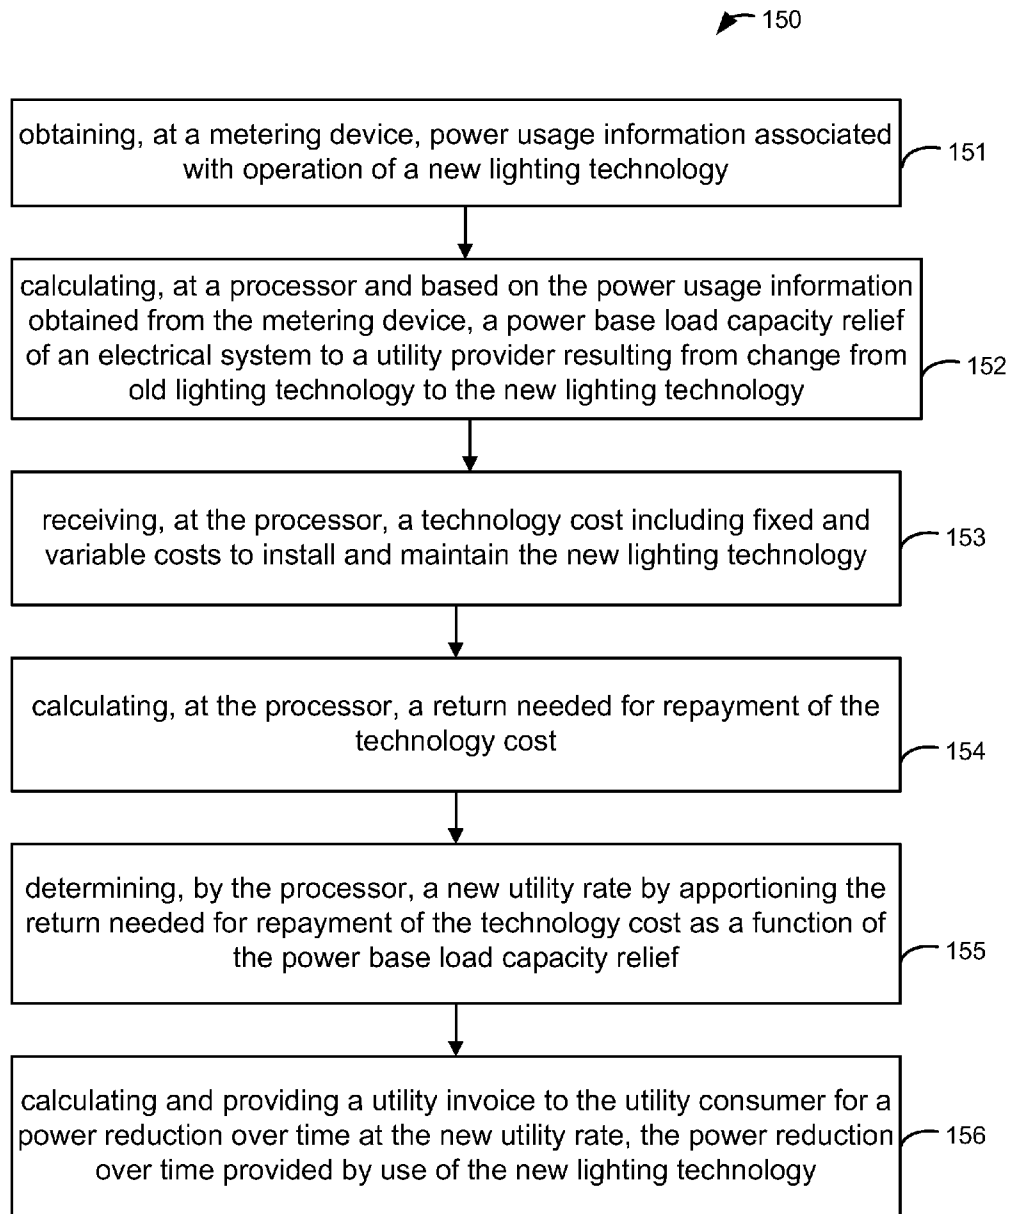 150
obtaining, at a metering device, power usage information associated
with operation of a new lighting technology
151
calculating, at a processor and based on the power usage information
obtained from the metering device, a power base load capacity relief
of an electrical system to a utility provider resulting from change from
old lighting technology to the new lighting technology
152
receiving, at the processor, a technology cost including fixed and
variable costs to install and maintain the new lighting technology
153
calculating, at the processor, a return needed for repayment of the
technology cost
154
determining, by the processor, a new utility rate by apportioning the
return needed for repayment of the technology cost as a function of
the power base load capacity relief
155
calculating and providing a utility invoice to the utility consumer for a
power reduction over time at the new utility rate, the power reduction
over time provided by use of the new lighting technology
156